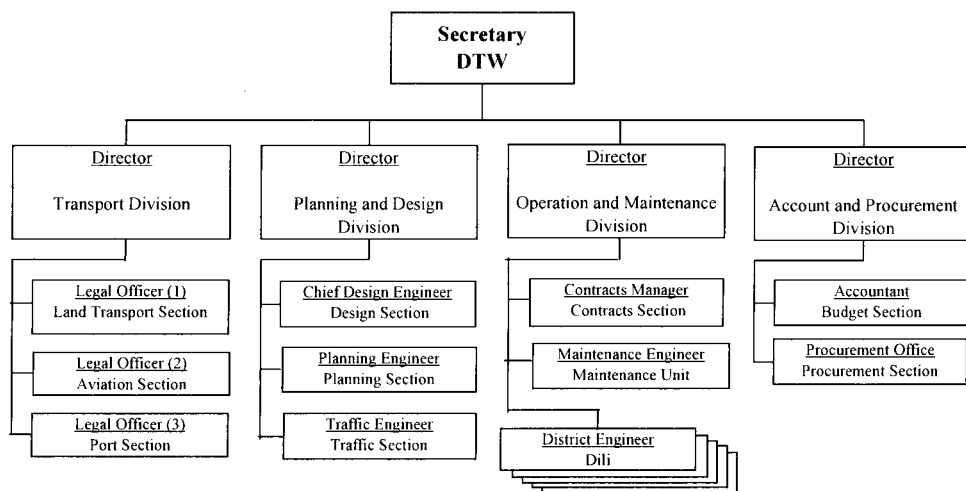 Secretary
DTW
Director
Transport Division
Director
Planning and Design
Division
Director
Operation and Maintenance
Division
Director
Account and Procurement
Division
Legal Officer (1)
Land Transport Section
Legal Officer (2)
Aviation Section
Legal Officer (3)
Port Section
Chief Design Engineer
Design Section
Planning Engineer
Planning Section
Traffic Engineer
Traffic Section
Contracts Manager
Contracts Section
Maintenance Engineer
Maintenance Unit
District Engineer
Dili
Accountant
Budget Section
Procurement Office
Procurement Section